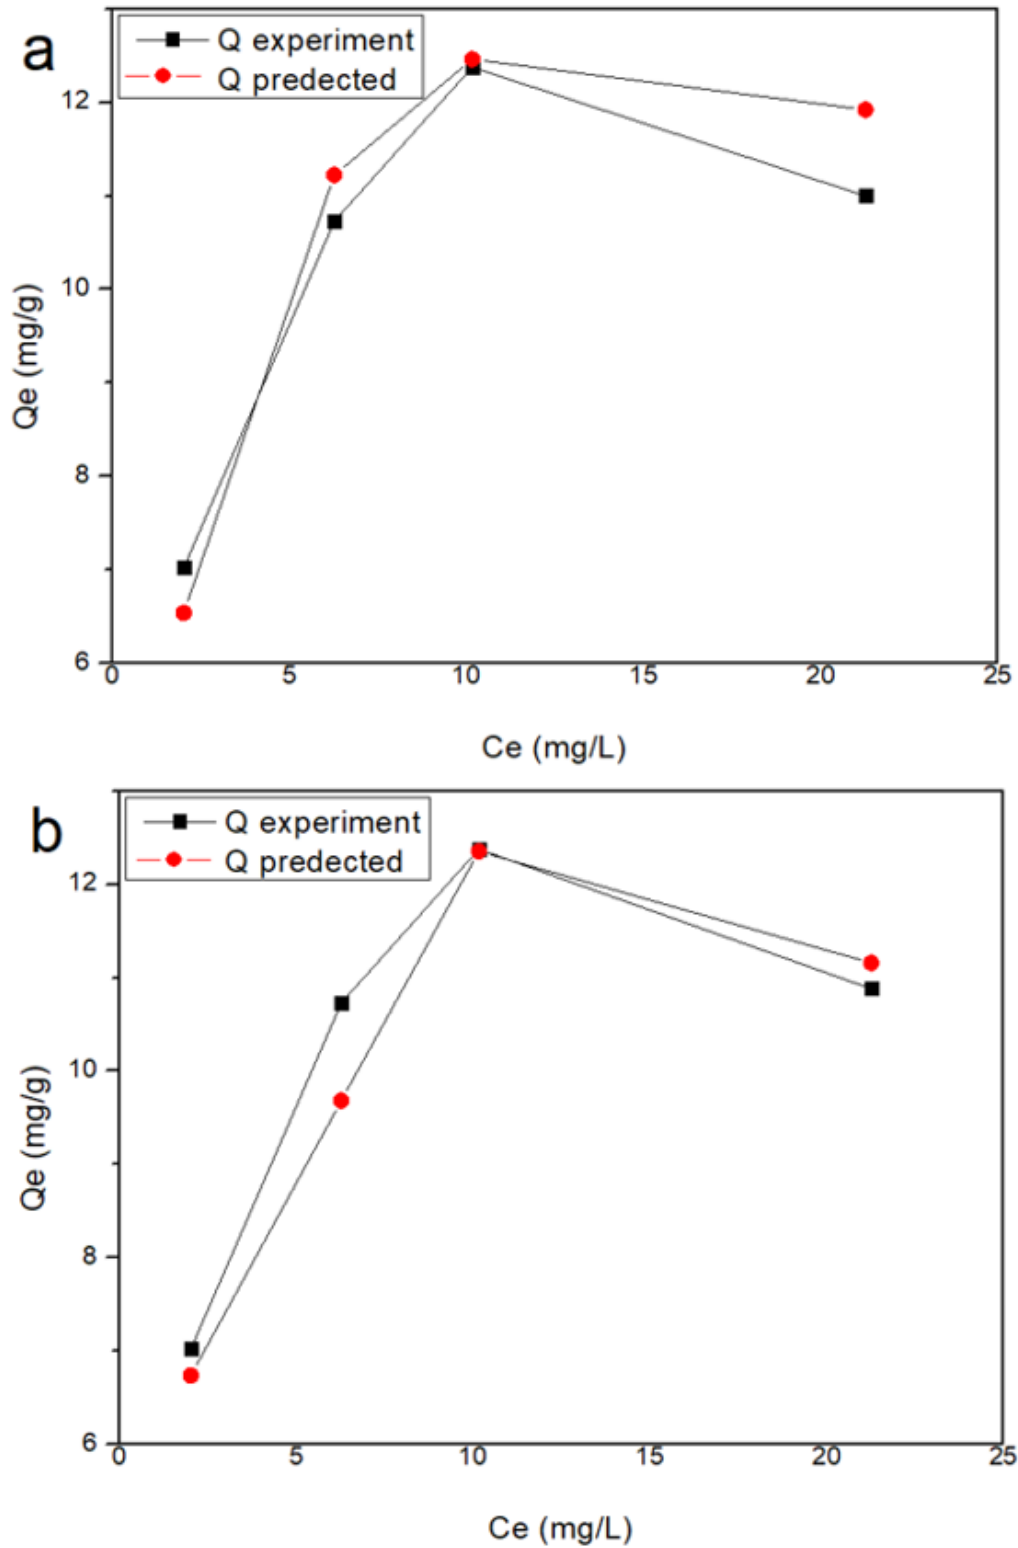 a
Q experiment
Q predected
12
10
8
6
0 5 10 15 20 25
Qe (mg/g)
Ce (mg/L)
b
Q experiment
Q predected
12
10
8
6
0 5 10 15 20 25
Qe (mg/g)
Ce (mg/L)